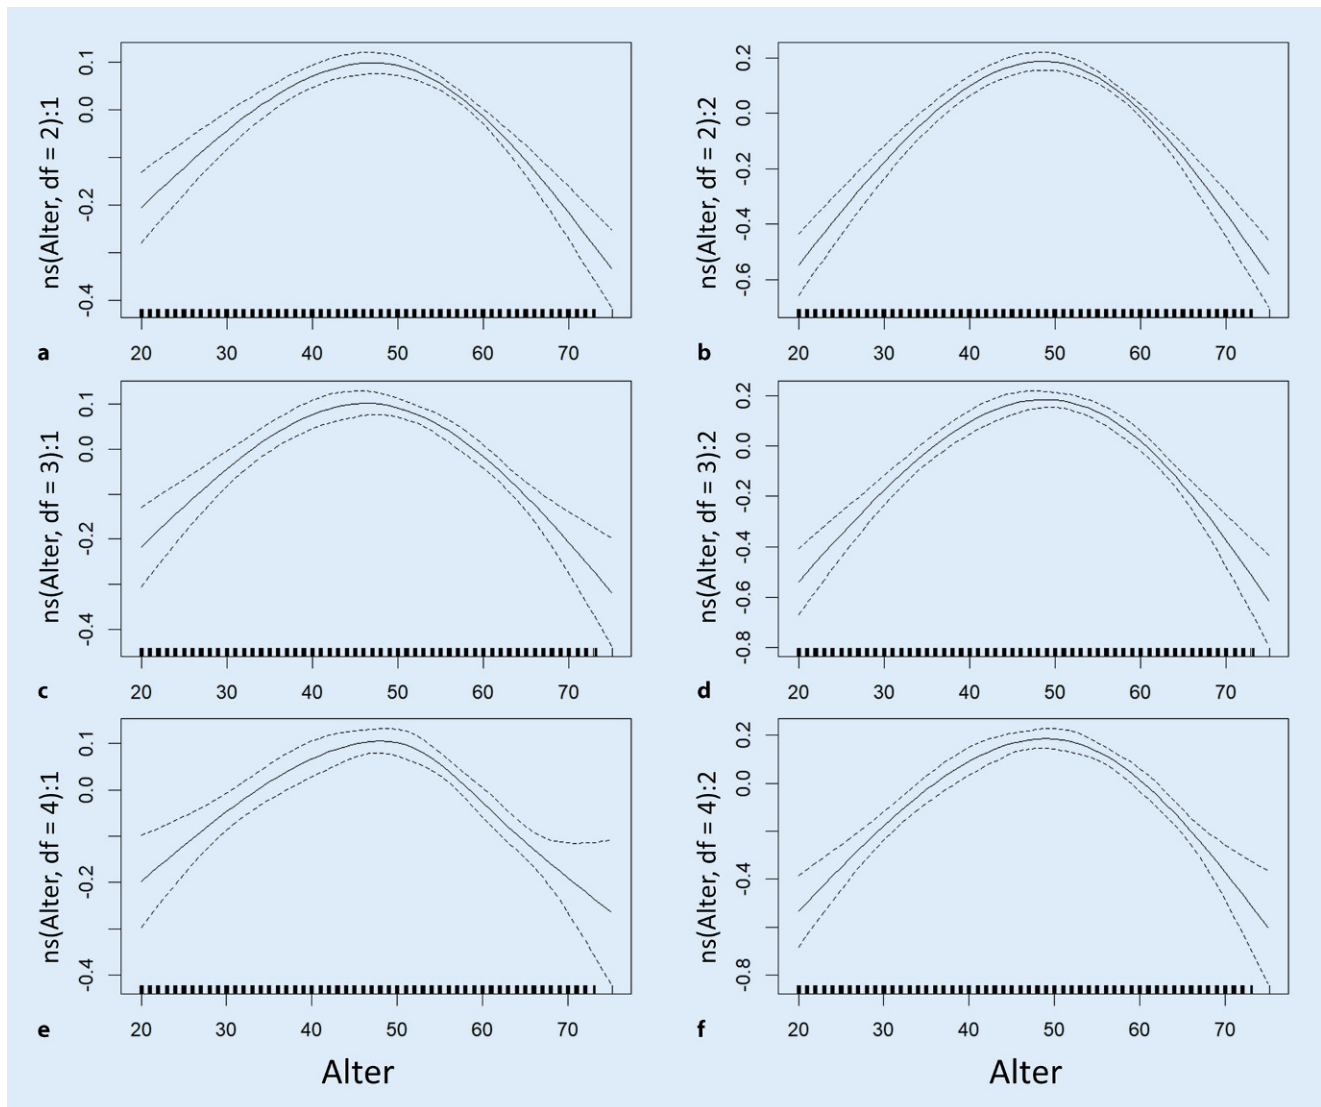 ns(Alter, df = 2):1
0.1
0.0
-0.2
-0.4
a
20 30 40 50 60 70
ns(Alter, df = 2):2
0.2
0.0
-0.2
-0.4
-0.6
b
20 30 40 50 60 70
ns(Alter, df = 3):1
0.1
0.0
-0.2
-0.4
c
20 30 40 50 60 70
ns(Alter, df = 3):2
0.2
0.0
-0.2
-0.4
-0.6
-0.8
d
20 30 40 50 60 70
ns(Alter, df = 4):1
0.1
0.0
-0.2
-0.4
e
20 30 40 50 60 70
Alter
ns(Alter, df = 4):2
0.2
0.0
-0.4
-0.8
f
20 30 40 50 60 70
Alter